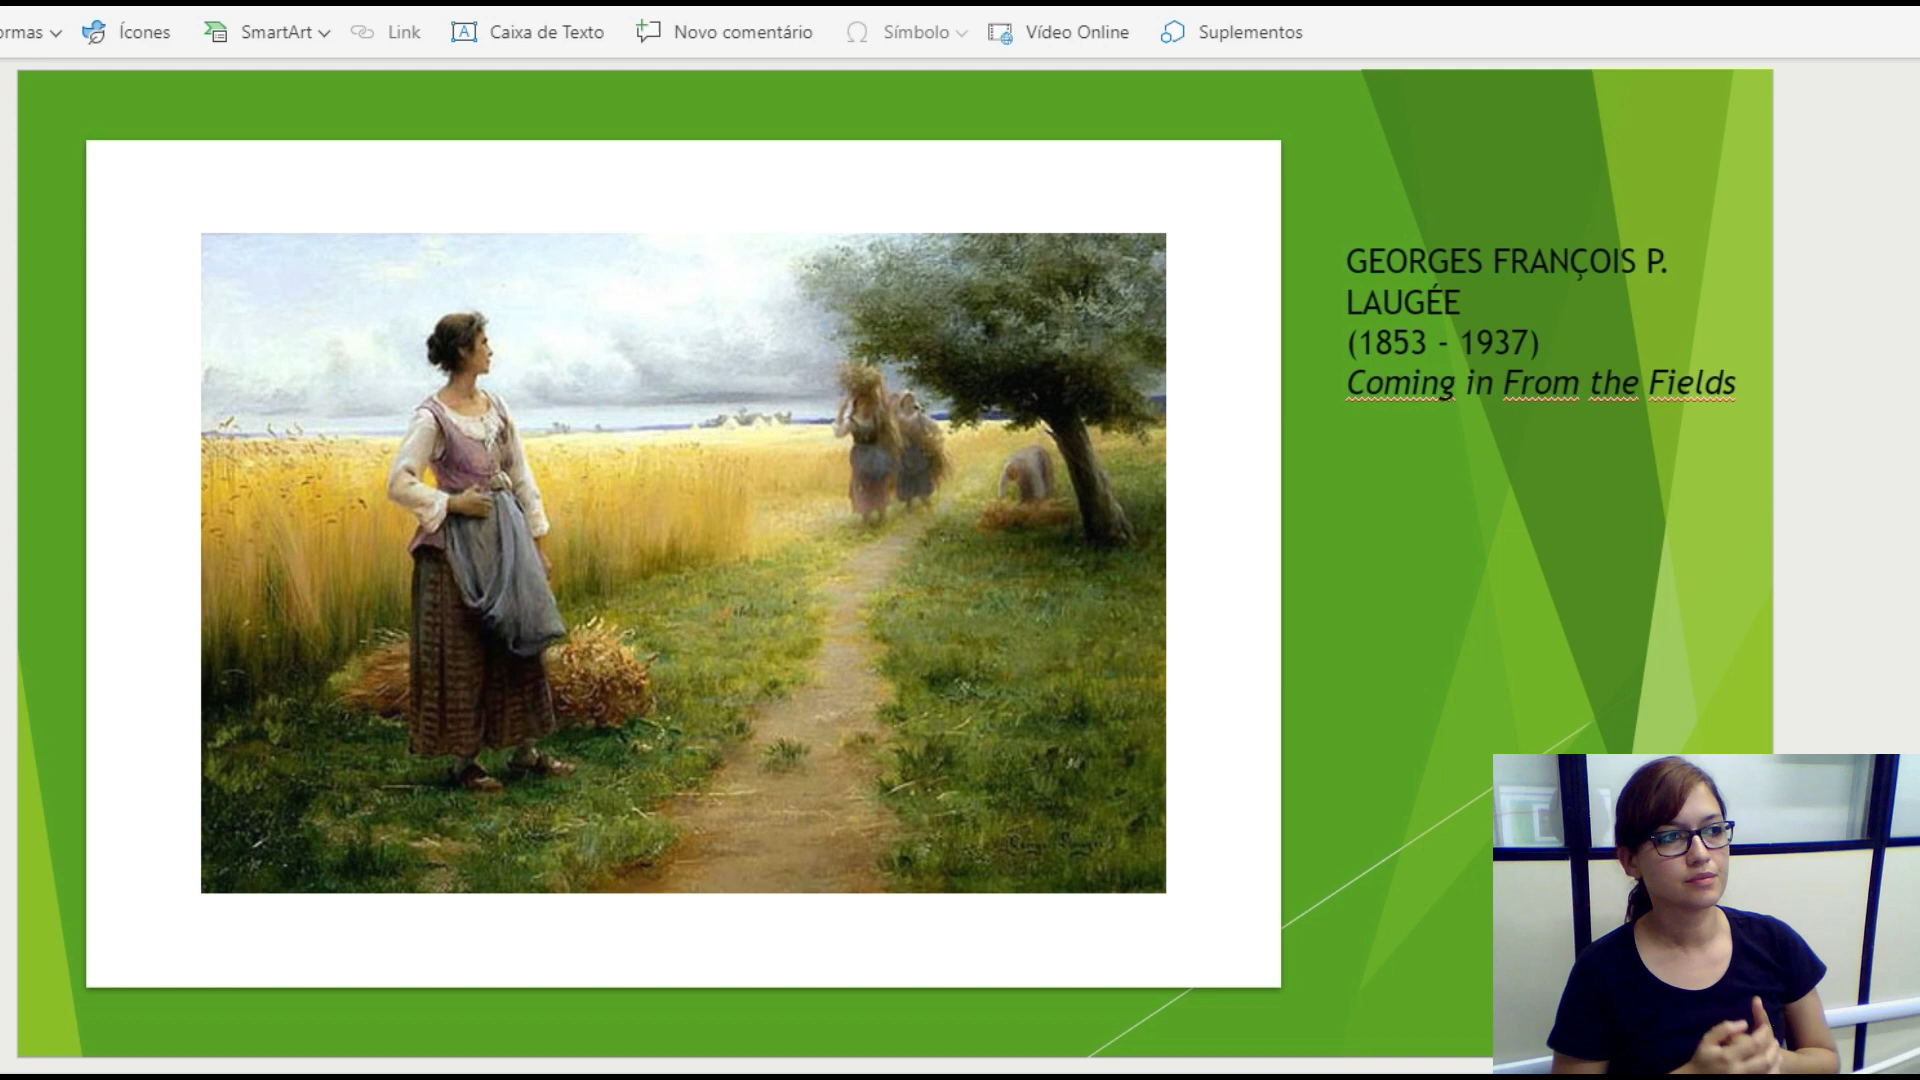 ormas Ícones SmartArt Link Caixa de Texto Novo comentário Símbolo Vídeo Online Suplementos
GEORGES FRANÇOIS P.
LAUGÉE
(1853 - 1937)
Coming in From the Fields